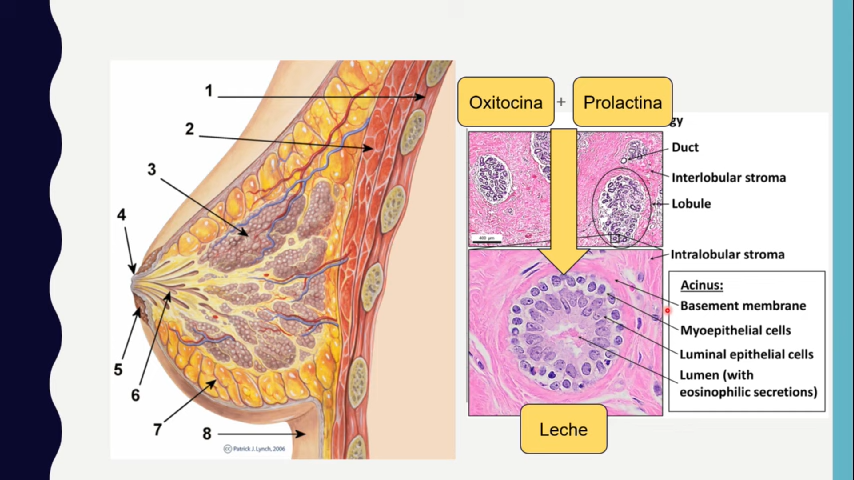 1
2
3
4
5
6
7
8
Patrick J. Lynch, 2006
Oxitocina + Prolactina
gy
Duct
Interlobular stroma
Lobule
Intralobular stroma
Acinus:
Basement membrane
Myoepithelial cells
Luminal epithelial cells
Lumen (with
eosinophilic secretions)
Leche